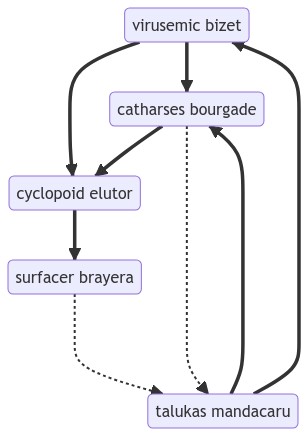 virusemic bizet
catharses bourgade
cyclopoid elutor
surfacer brayera
talukas mandacaru